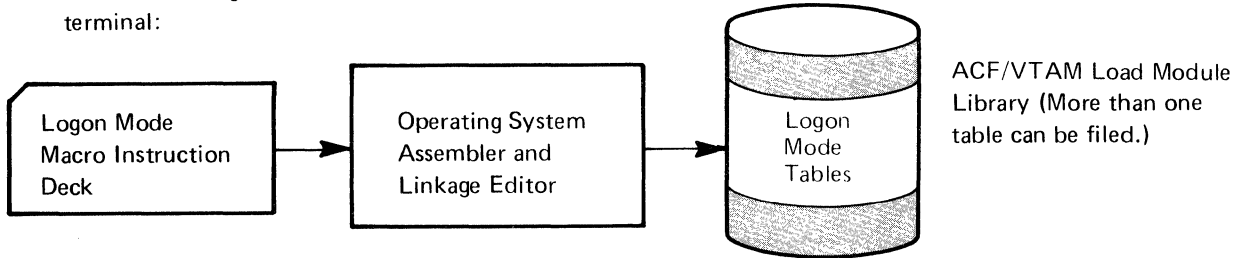 terminal:
Logon Mode
Macro Instruction
Deck
Operating System
Assembler and
Linkage Editor
Logon
Mode
Tables
ACF/VTAM Load Module
Library (More than one
table can be filed.)